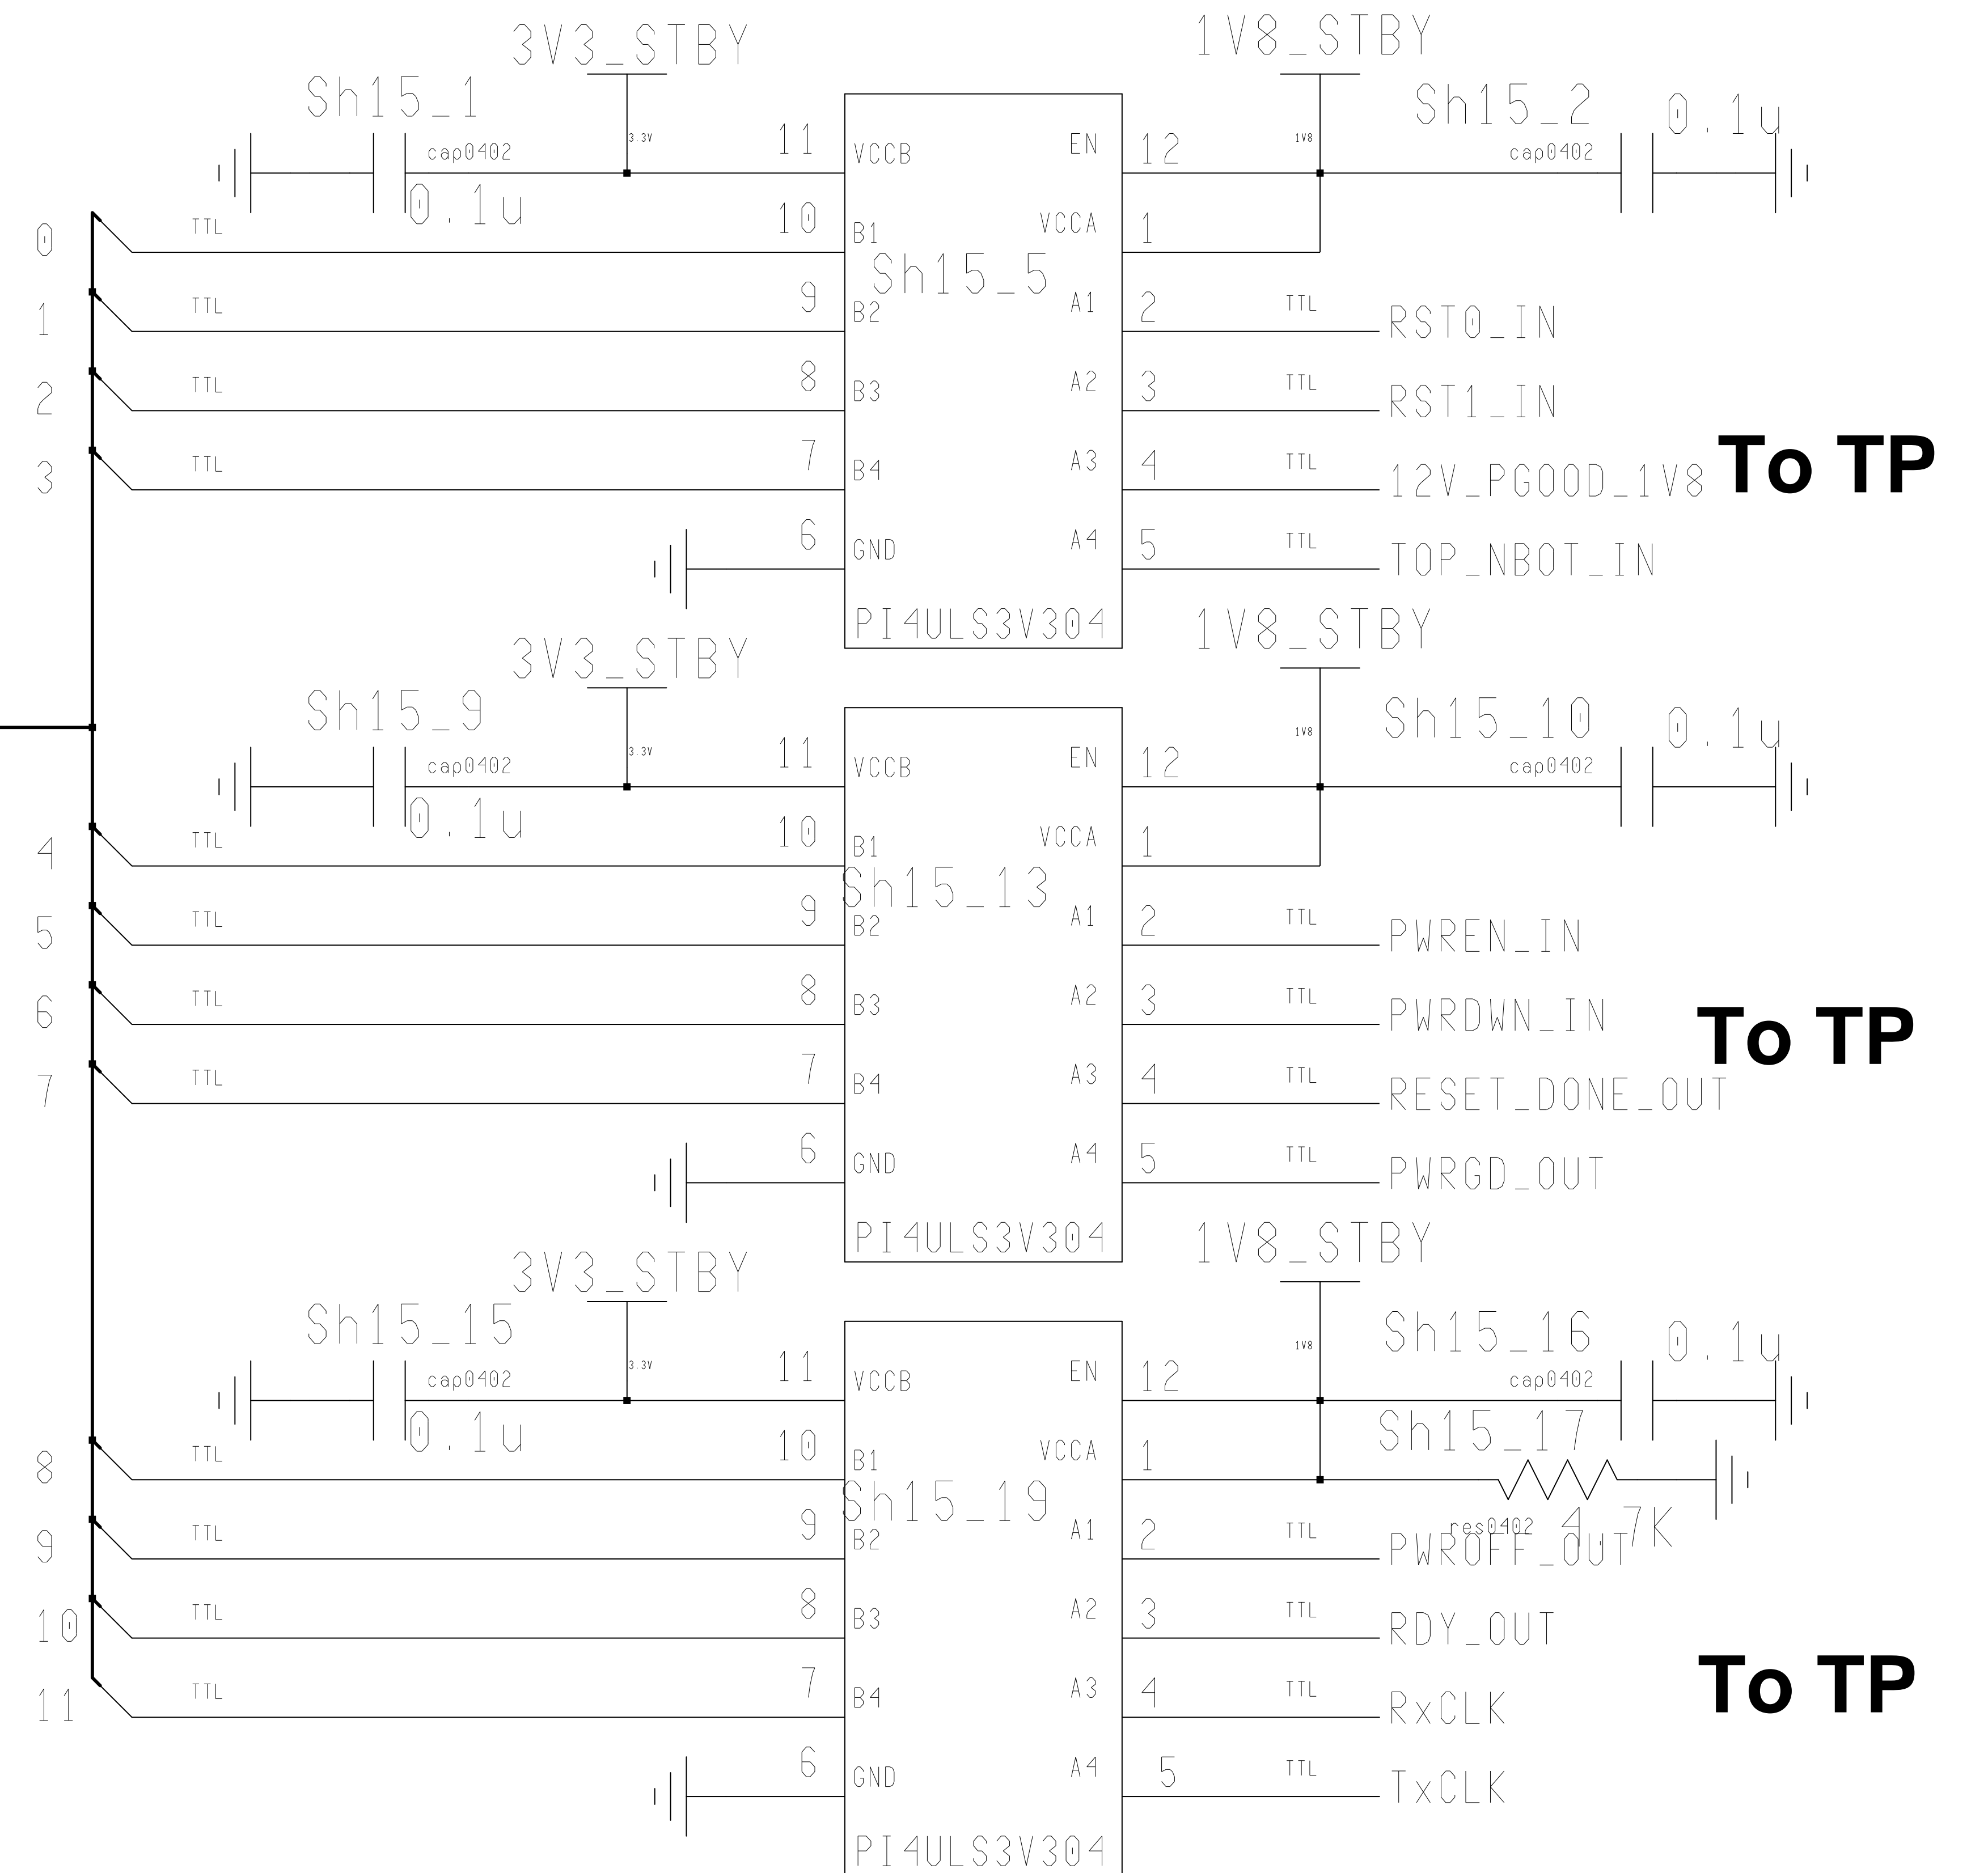 3V3_STBY 1V8_STBY
Sh15_1 Sh15_2 0.1u
cap0402 3.3V 11 VCCB EN 12 1V8 cap0402
0.1u
0 TTL 10 B1 VCCA 1
Sh15_5
1 TTL 9 B2 A1 2 TTL RST0_IN
2 TTL 8 B3 A2 3 TTL RST1_IN
3 TTL 7 B4 A3 4 TTL 12V_PGOOD_1V8 To TP
6 GND A4 5 TTL TOP_NBOT_IN
PI4ULS3V304
3V3_STBY 1V8_STBY
Sh15_9 Sh15_10 0.1u
cap0402 3.3V 11 VCCB EN 12 1V8 cap0402
0.1u
4 TTL 10 B1 VCCA 1
Sh15_13
5 TTL 9 B2 A1 2 TTL PWREN_IN
6 TTL 8 B3 A2 3 TTL PWRDWN_IN To TP
7 TTL 7 B4 A3 4 TTL RESET_DONE_OUT
6 GND A4 5 TTL PWRGD_OUT
PI4ULS3V304
3V3_STBY 1V8_STBY
Sh15_15 Sh15_16 0.1u
cap0402 3.3V 11 VCCB EN 12 1V8 cap0402
0.1u
8 TTL 10 B1 VCCA 1 Sh15_17
Sh15_19 res0402 4.7K
9 TTL 9 B2 A1 2 TTL PWROFF_OUT
10 TTL 8 B3 A2 3 TTL RDY_OUT
11 TTL 7 B4 A3 4 TTL RxCLK To TP
6 GND A4 5 TTL TxCLK
PI4ULS3V304